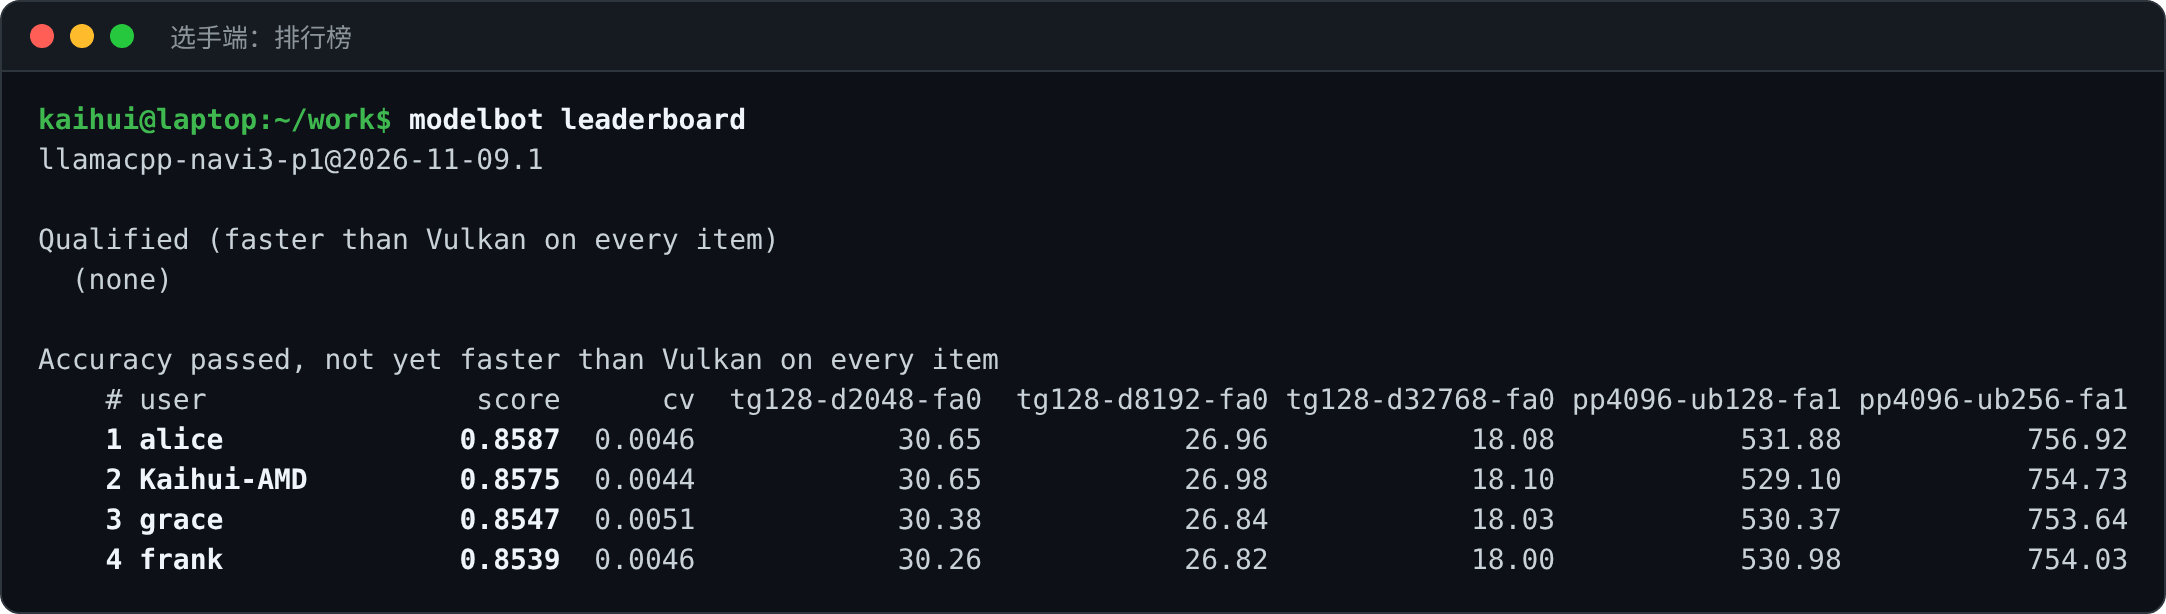 选手端：排行榜
kaihui@laptop:~/work$ modelbot leaderboard
llamacpp-navi3-p1@2026-11-09.1
Qualified (faster than Vulkan on every item)
(none)
Accuracy passed, not yet faster than Vulkan on every item
# user score cv tg128-d2048-fa0 tg128-d8192-fa0 tg128-d32768-fa0 pp4096-ub128-fa1 pp4096-ub256-fa1
1 alice 0.8587 0.0046 30.65 26.96 18.08 531.88 756.92
2 Kaihui-AMD 0.8575 0.0044 30.65 26.98 18.10 529.10 754.73
3 grace 0.8547 0.0051 30.38 26.84 18.03 530.37 753.64
4 frank 0.8539 0.0046 30.26 26.82 18.00 530.98 754.03